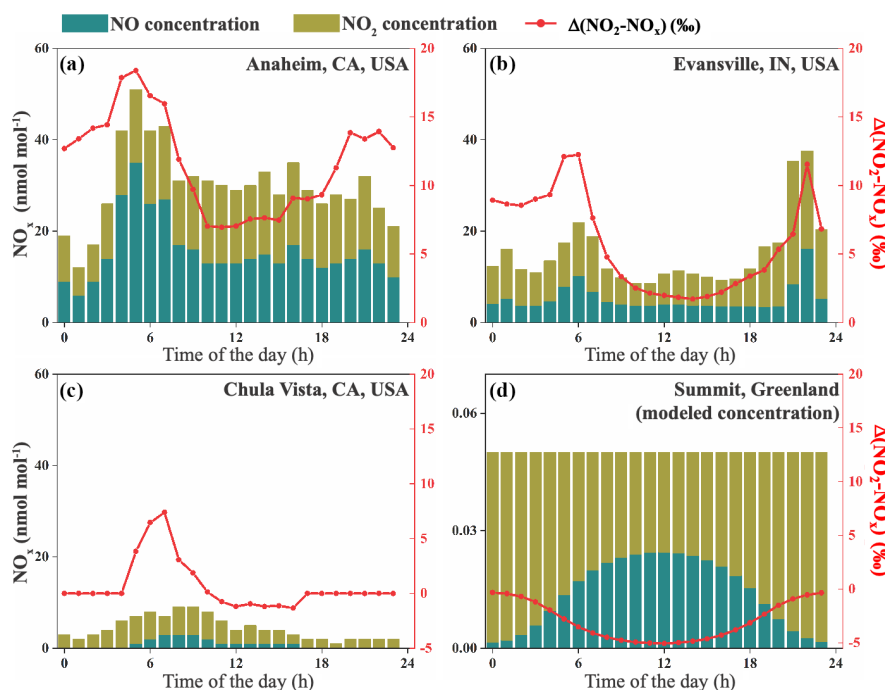 NO concentration NO₂ concentration Δ(NO₂-NOₓ) (‰)
(a) Anaheim, CA, USA
60
40
20
0
NOₓ (nmol mol⁻¹)
20
15
10
5
0
0 6 12 18 24
Time of the day (h)
(b) Evansville, IN, USA
60
40
20
0
20
15
10
5
0
Δ(NO₂-NOₓ) (‰)
0 6 12 18 24
Time of the day (h)
(c) Chula Vista, CA, USA
60
40
20
0
NOₓ (nmol mol⁻¹)
20
15
10
5
0
-5
0 6 12 18 24
Time of the day (h)
(d) Summit, Greenland
(modeled concentration)
0.06
0.03
0.00
20
15
10
5
0
-5
Δ(NO₂-NOₓ) (‰)
0 6 12 18 24
Time of the day (h)